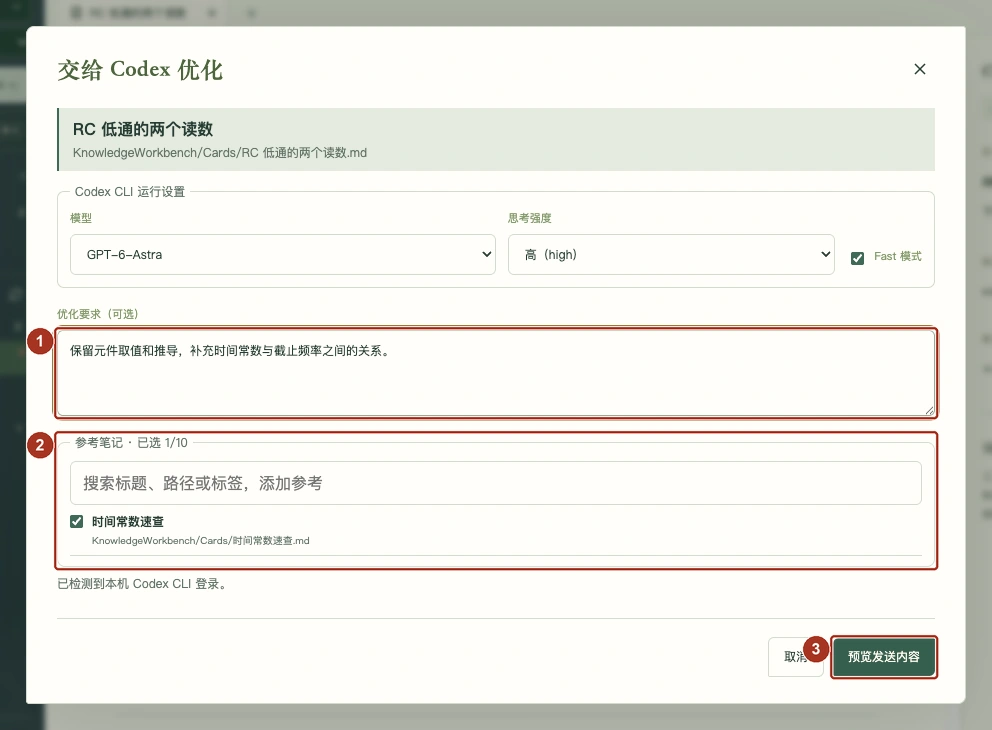 交给 Codex 优化
RC 低通的两个读数
KnowledgeWorkbench/Cards/RC 低通的两个读数.md
Codex CLI 运行设置
模型
思考强度
GPT-6-Astra
高（high）
Fast 模式
优化要求（可选）
1
保留元件取值和推导，补充时间常数与截止频率之间的关系。
2
参考笔记 · 已选 1/10
搜索标题、路径或标签，添加参考
时间常数速查
KnowledgeWorkbench/Cards/时间常数速查.md
已检测到本机 Codex CLI 登录。
取消
3
预览发送内容